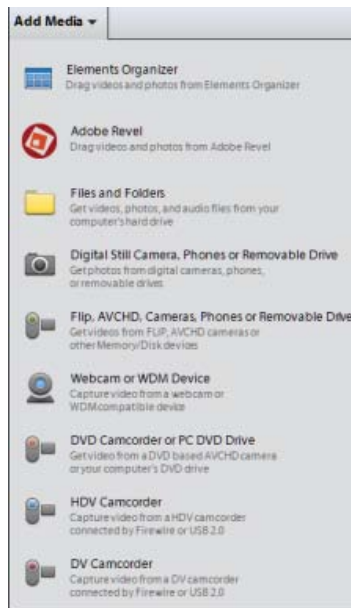 Add Media
Elements Organizer
Drag videos and photos from Elements Organizer
Adobe Revel
Drag videos and photos from Adobe Revel
Files and Folders
Get videos, photos, and audio files from your
computer's hard drive
Digital Still Camera, Phones or Removable Drive
Get photos from digital cameras, phones,
or removable drives
Flip, AVCHD, Cameras, Phones or Removable Drive
Get videos from FLIP, AVCHD cameras or
other Memory/Disk devices
Webcam or WDM Device
Capture video from a webcam or
WDM compatible device
DVD Camcorder or PC DVD Drive
Get video from a DVD based AVCHD camera
or your computer's DVD drive
HDV Camcorder
Capture video from a HDV camcorder
connected by Firewire or USB 2.0
DV Camcorder
Capture video from a DV camcorder
connected by Firewire or USB 2.0